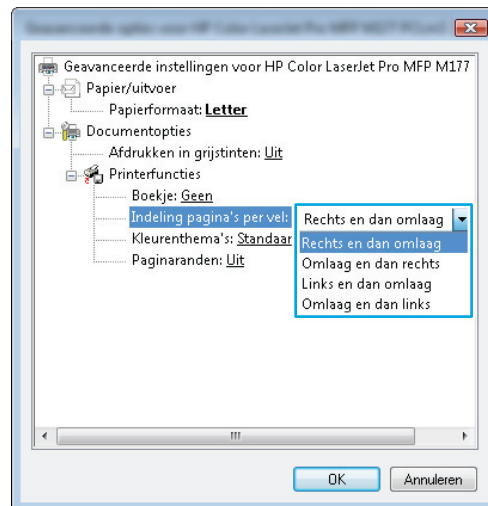 Geavanceerde instellingen voor HP Color LaserJet Pro MFP M177
Papier/uitvoer
Papierformaat: Letter
Documentopties
Afdrukken in grijstinten: Uit
Printerfuncties
Boekje: Geen
Indeling pagina's per vel: Rechts en dan omlaag
Kleurenthema's: Standaar Rechts en dan omlaag
Omlaag en dan rechts
Paginaranden: Uit
Links en dan omlaag
Omlaag en dan links
OK Annuleren